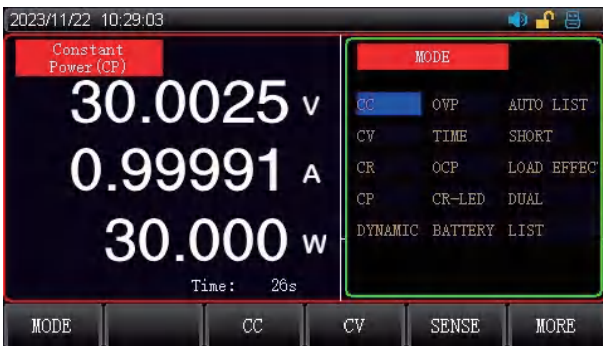 2023/11/22 10:29:03
Constant
Power(CP)
30.0025 V
0.99991 A
30.000 W
Time: 26s
MODE
CC OVP AUTO LIST
CV TIME SHORT
CR OCP LOAD EFFEC
CP CR-LED DUAL
DYNAMIC BATTERY LIST
MODE CC CV SENSE MORE